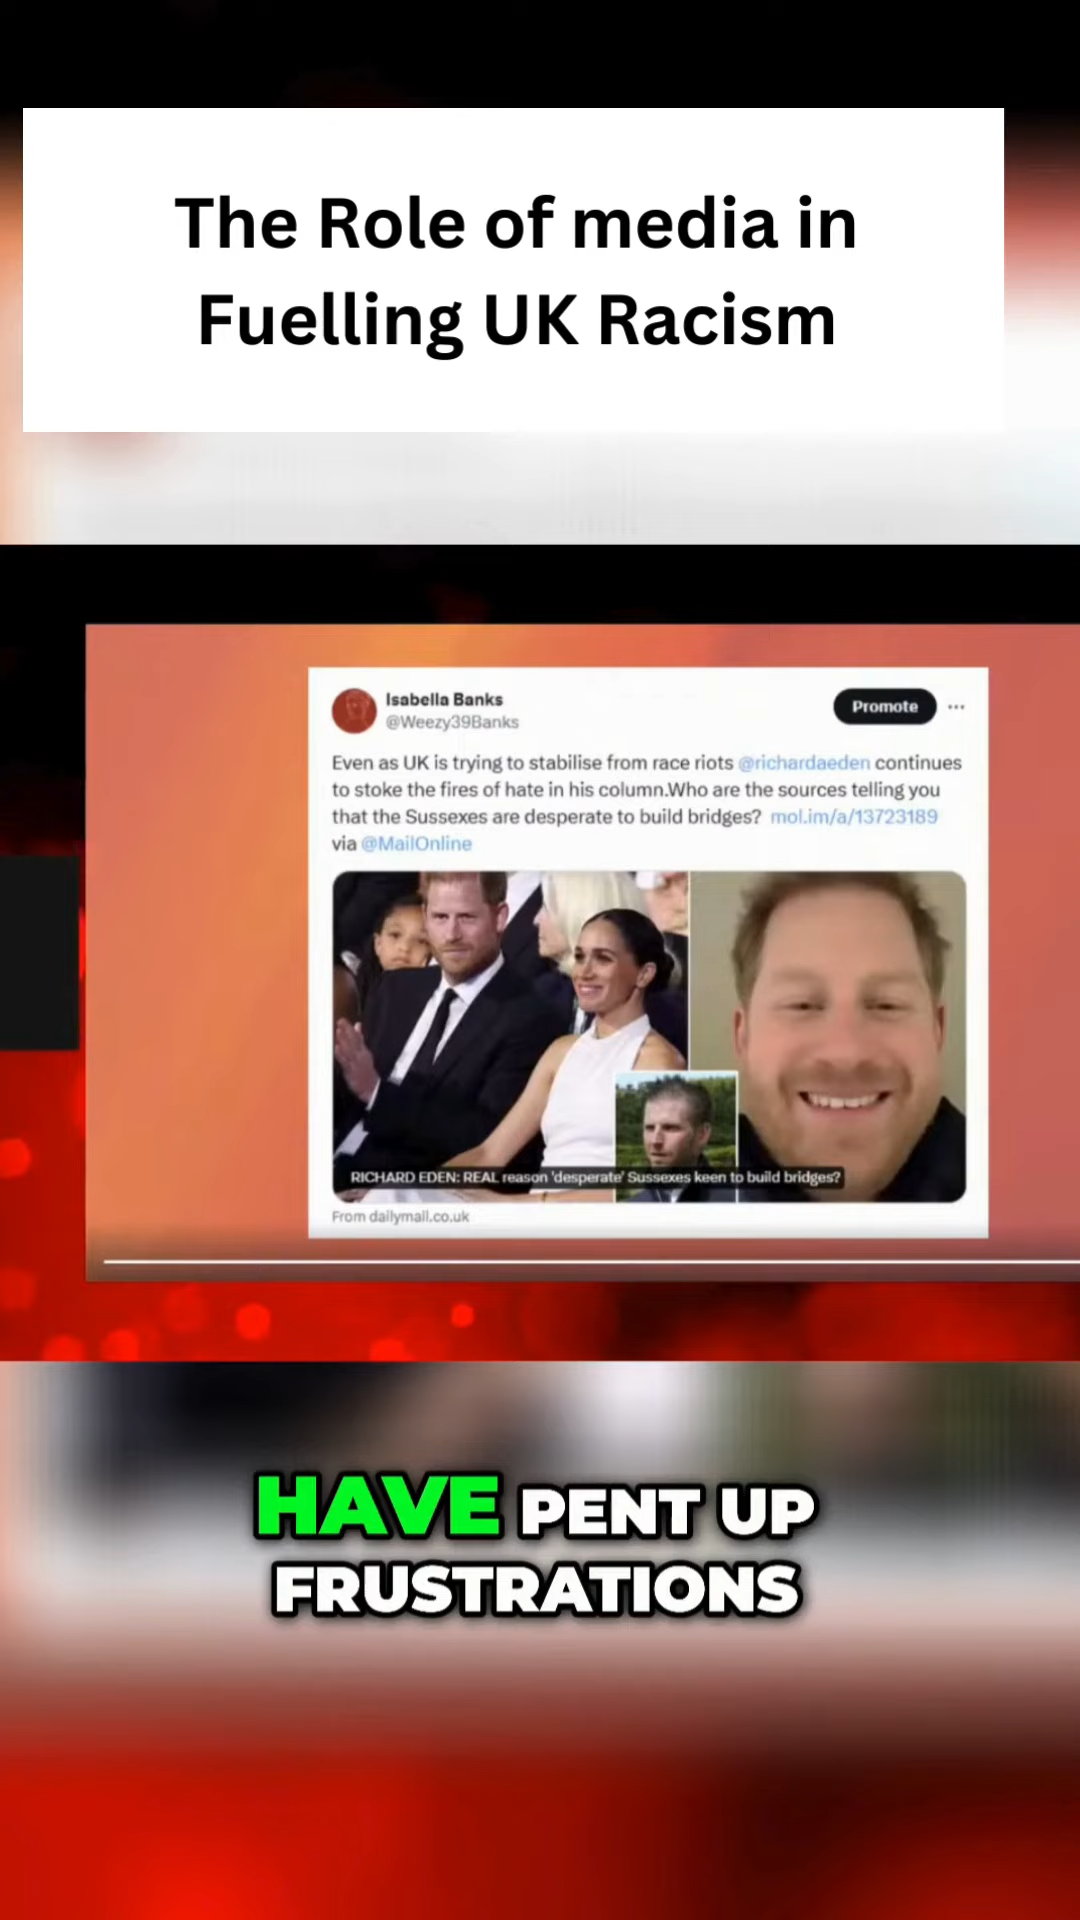 The Role of media in
Fuelling UK Racism
Isabella Banks
@Weezy39Banks
Promote
Even as UK is trying to stabilise from race riots @richardaeden continues
to stoke the fires of hate in his column.Who are the sources telling you
that the Sussexes are desperate to build bridges? mol.im/a/13723189
via @MailOnline
RICHARD EDEN: REAL reason 'desperate' Sussexes keen to build bridges?
From dailymail.co.uk
HAVE PENT UP
FRUSTRATIONS